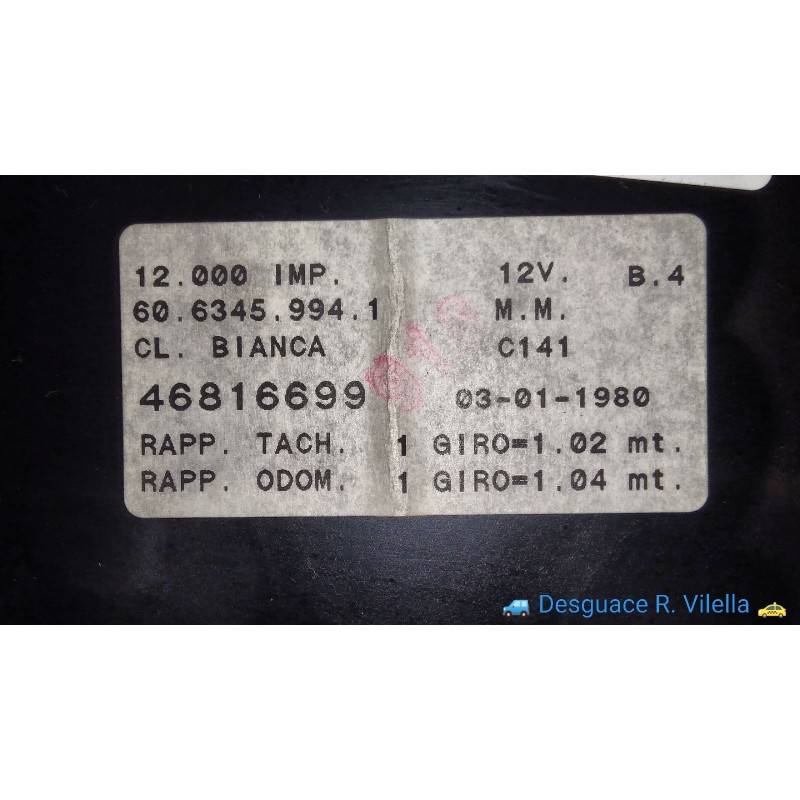 12.000 IMP. 12V. B.4
60.6345.994.1 M.M.
CL. BIANCA C141
46816699 03-01-1980
RAPP. TACH. 1 GIRO=1.02 mt.
RAPP. ODOM. 1 GIRO=1.04 mt.
Desguace R. Vilella